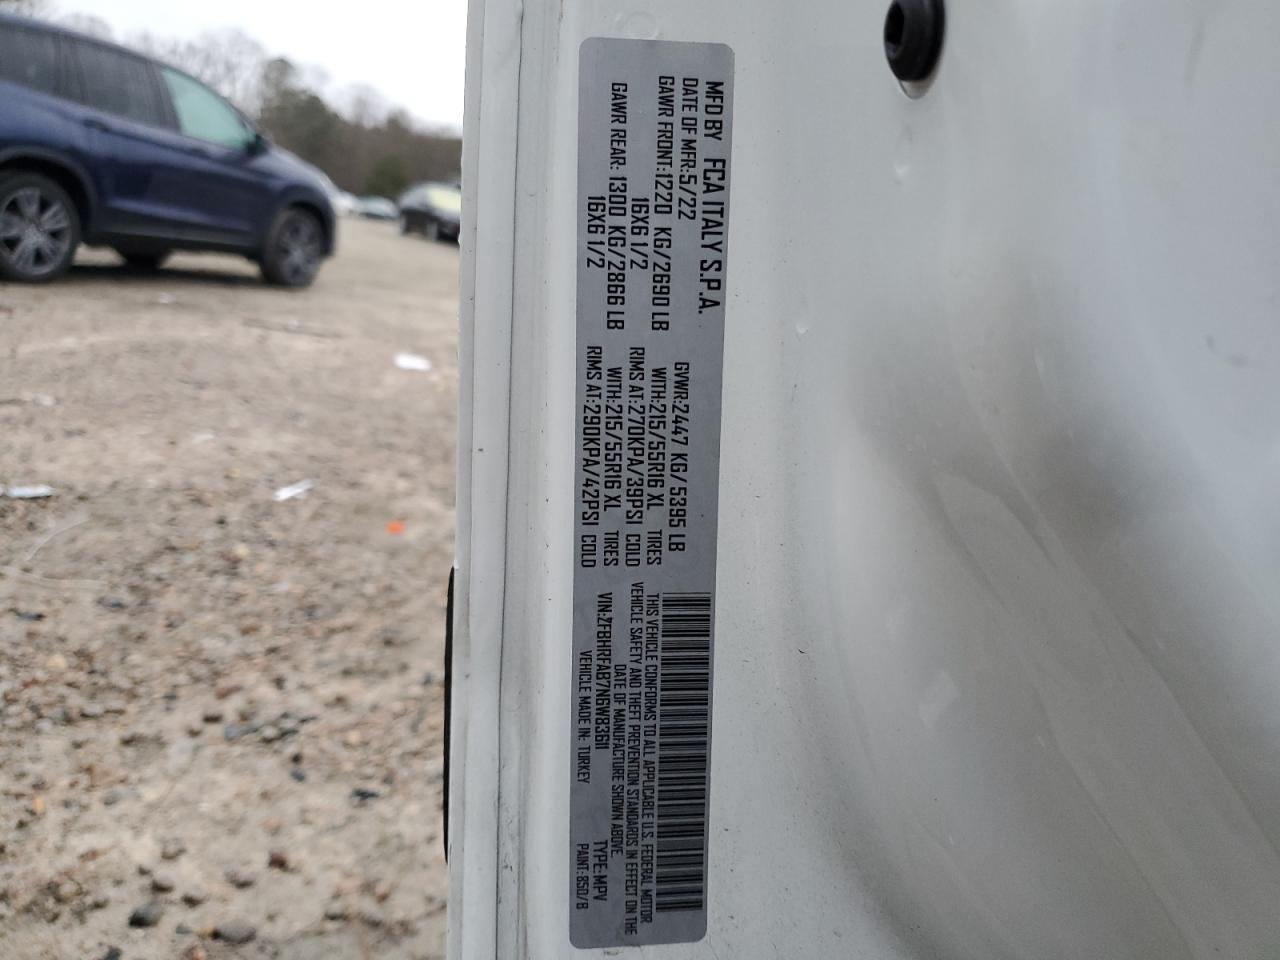 MFD BY FCA ITALY S.P.A.
DATE OF MFR:5/22 GVWR:2447 KG/5395 LB
GAWR FRONT:1220 KG/2690 LB WITH:215/55R16 XL TIRES
16X6 1/2 RIMS AT:270KPA/39PSI COLD
GAWR REAR: 1300 KG/2866 LB WITH:215/55R16 XL TIRES
16X6 1/2 RIMS AT:290KPA/42PSI COLD
THIS VEHICLE CONFORMS TO ALL APPLICABLE U.S. FEDERAL MOTOR
VEHICLE SAFETY AND THEFT PREVENTION STANDARDS IN EFFECT ON THE
DATE OF MANUFACTURE SHOWN ABOVE.
VIN:ZFBHRFAB7N6W83611 TYPE:MPV
VEHICLE MADE IN: TURKEY PAINT:850/B